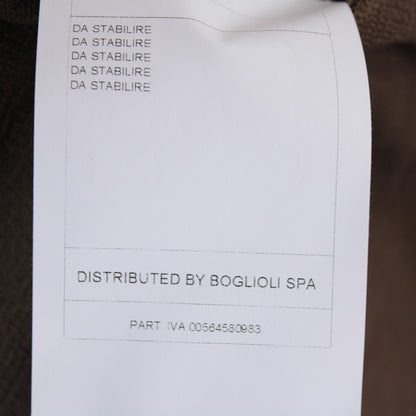 DA STABILIRE
DA STABILIRE
DA STABILIRE
DA STABILIRE
DA STABILIRE
DISTRIBUTED BY BOGLIOLI SPA
PART. IVA 00564580983